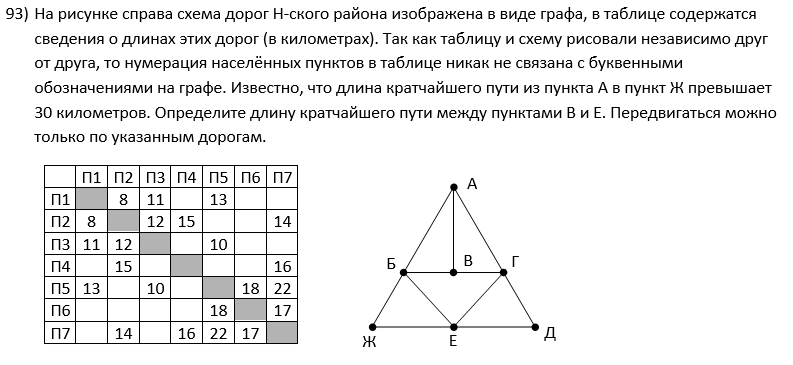 93) На рисунке справа схема дорог Н-ского района изображена в виде графа, в таблице содержатся
сведения о длинах этих дорог (в километрах). Так как таблицу и схему рисовали независимо друг
от друга, то нумерация населённых пунктов в таблице никак не связана с буквенными
обозначениями на графе. Известно, что длина кратчайшего пути из пункта А в пункт Ж превышает
30 километров. Определите длину кратчайшего пути между пунктами В и Е. Передвигаться можно
только по указанным дорогам.
П1 П2 П3 П4 П5 П6 П7
П1 8 11 13
П2 8 12 15 14
П3 11 12 10
П4 15 16
П5 13 10 18 22
П6 18 17
П7 14 16 22 17
А
Б В Г
Ж Е Д